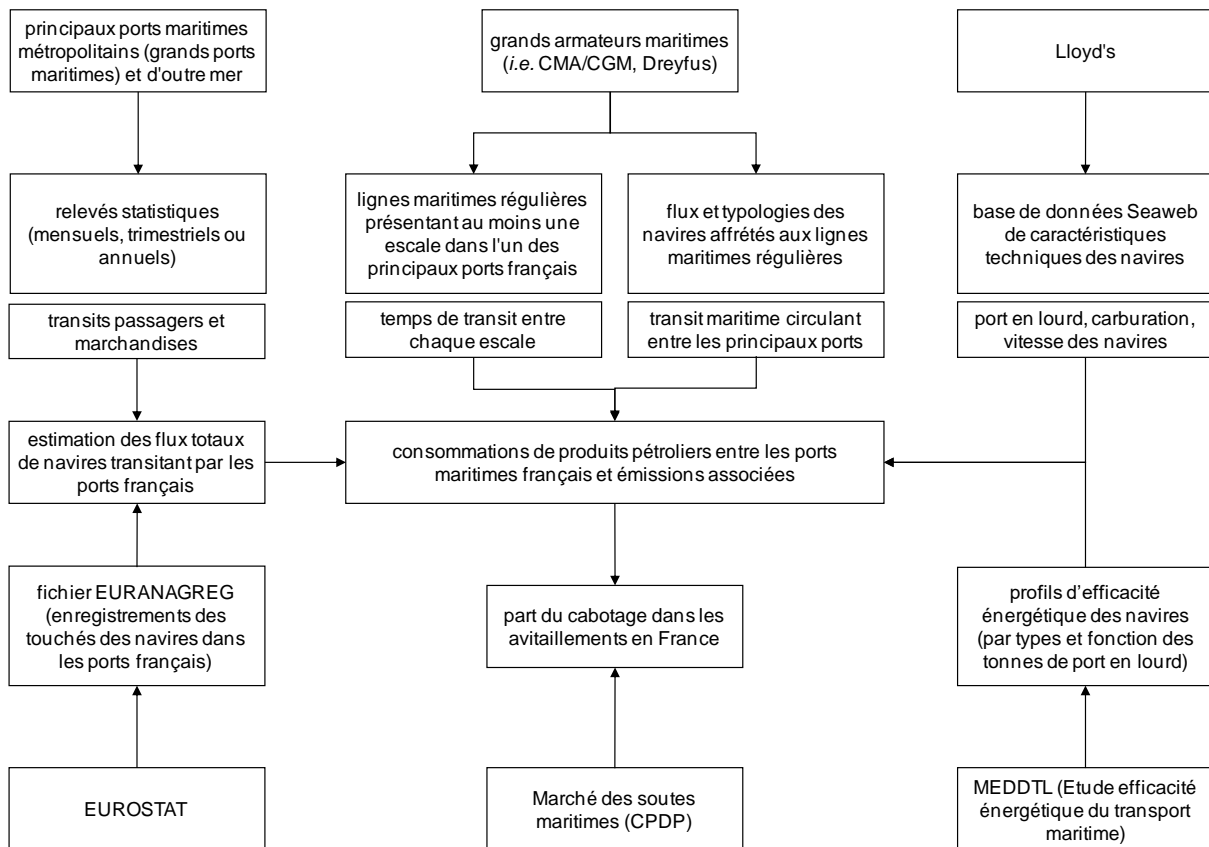 principaux ports maritimes
métropolitains (grands ports
maritimes) et d'outre mer
grands armateurs maritimes
(i.e. CMA/CGM, Dreyfus)
Lloyd's
relevés statistiques
(mensuels, trimestriels ou
annuels)
lignes maritimes régulières
présentant au moins une
escale dans l'un des
principaux ports français
flux et typologies des
navires affrétés aux lignes
maritimes régulières
base de données Seaweb
de caractéristiques
techniques des navires
transits passagers et
marchandises
temps de transit entre
chaque escale
transit maritime circulant
entre les principaux ports
port en lourd, carburation,
vitesse des navires
estimation des flux totaux
de navires transitant par les
ports français
consommations de produits pétroliers entre les ports
maritimes français et émissions associées
fichier EURANAGREG
(enregistrements des
touchés des navires dans
les ports français)
part du cabotage dans les
avitaillements en France
profils d’efficacité
énergétique des navires
(par types et fonction des
tonnes de port en lourd)
EUROSTAT
Marché des soutes
maritimes (CPDP)
MEDDTL (Etude efficacité
énergétique du transport
maritime)